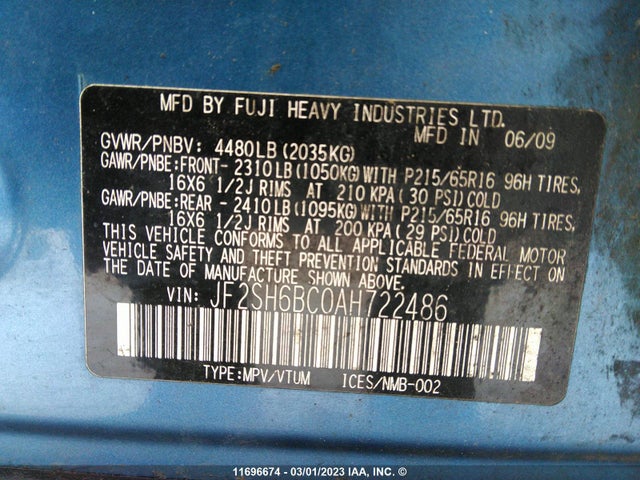 MFD BY FUJI HEAVY INDUSTRIES LTD.
MFD IN 06/09
GVWR/PNBV: 4480LB (2035KG)
GAWR/PNBE:FRONT- 2310LB(1050KG)WITH P215/65R16 96H TIRES,
16X6 1/2J RIMS AT 210 KPA( 30 PSI)COLD
GAWR/PNBE:REAR - 2410LB(1095KG)WITH P215/65R16 96H TIRES,
16X6 1/2J RIMS AT 200 KPA( 29 PSI)COLD
THIS VEHICLE CONFORMS TO ALL APPLICABLE FEDERAL MOTOR
VEHICLE SAFETY AND THEFT PREVENTION STANDARDS IN EFFECT ON
THE DATE OF MANUFACTURE SHOWN ABOVE.
VIN: JF2SH6BC0AH722486
TYPE:MPV/VTUM ICES/NMB-002
11696674 - 03/01/2023 IAA, INC. ©